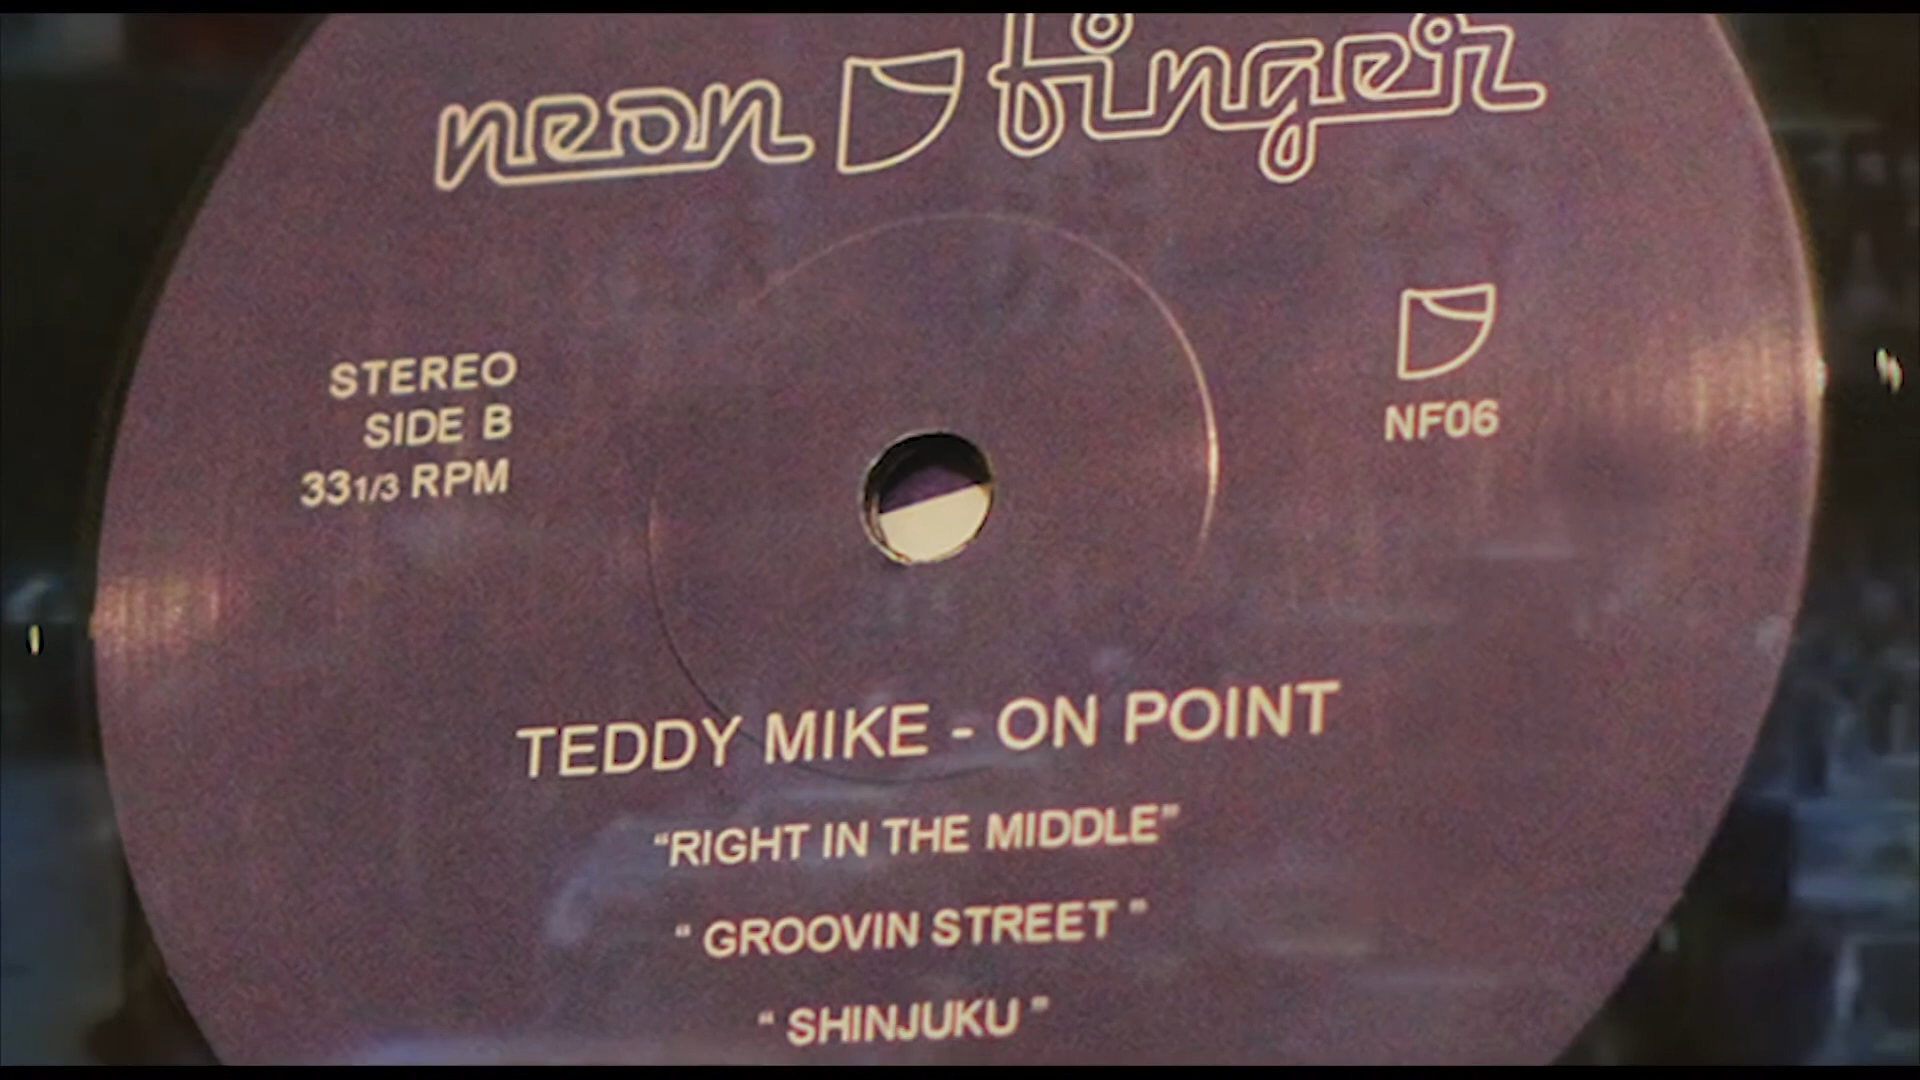 neon finger
STEREO
SIDE B
33 1/3 RPM
NF06
TEDDY MIKE - ON POINT
“RIGHT IN THE MIDDLE”
“ GROOVIN STREET ”
“ SHINJUKU ”